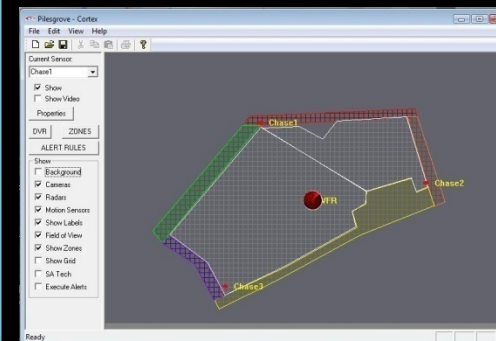 Pilesgrove - Cortex
File Edit View Help
Current Sensor:
Chase1
Show
Show Video
Properties
DVR ZONES
ALERT RULES
Show
Background
Cameras
Radars
Motion Sensors
Show Labels
Field of View
Show Zones
Show Grid
SA Tech
Execute Alerts
Chase1
Chase2
VFR
Chase3
Ready